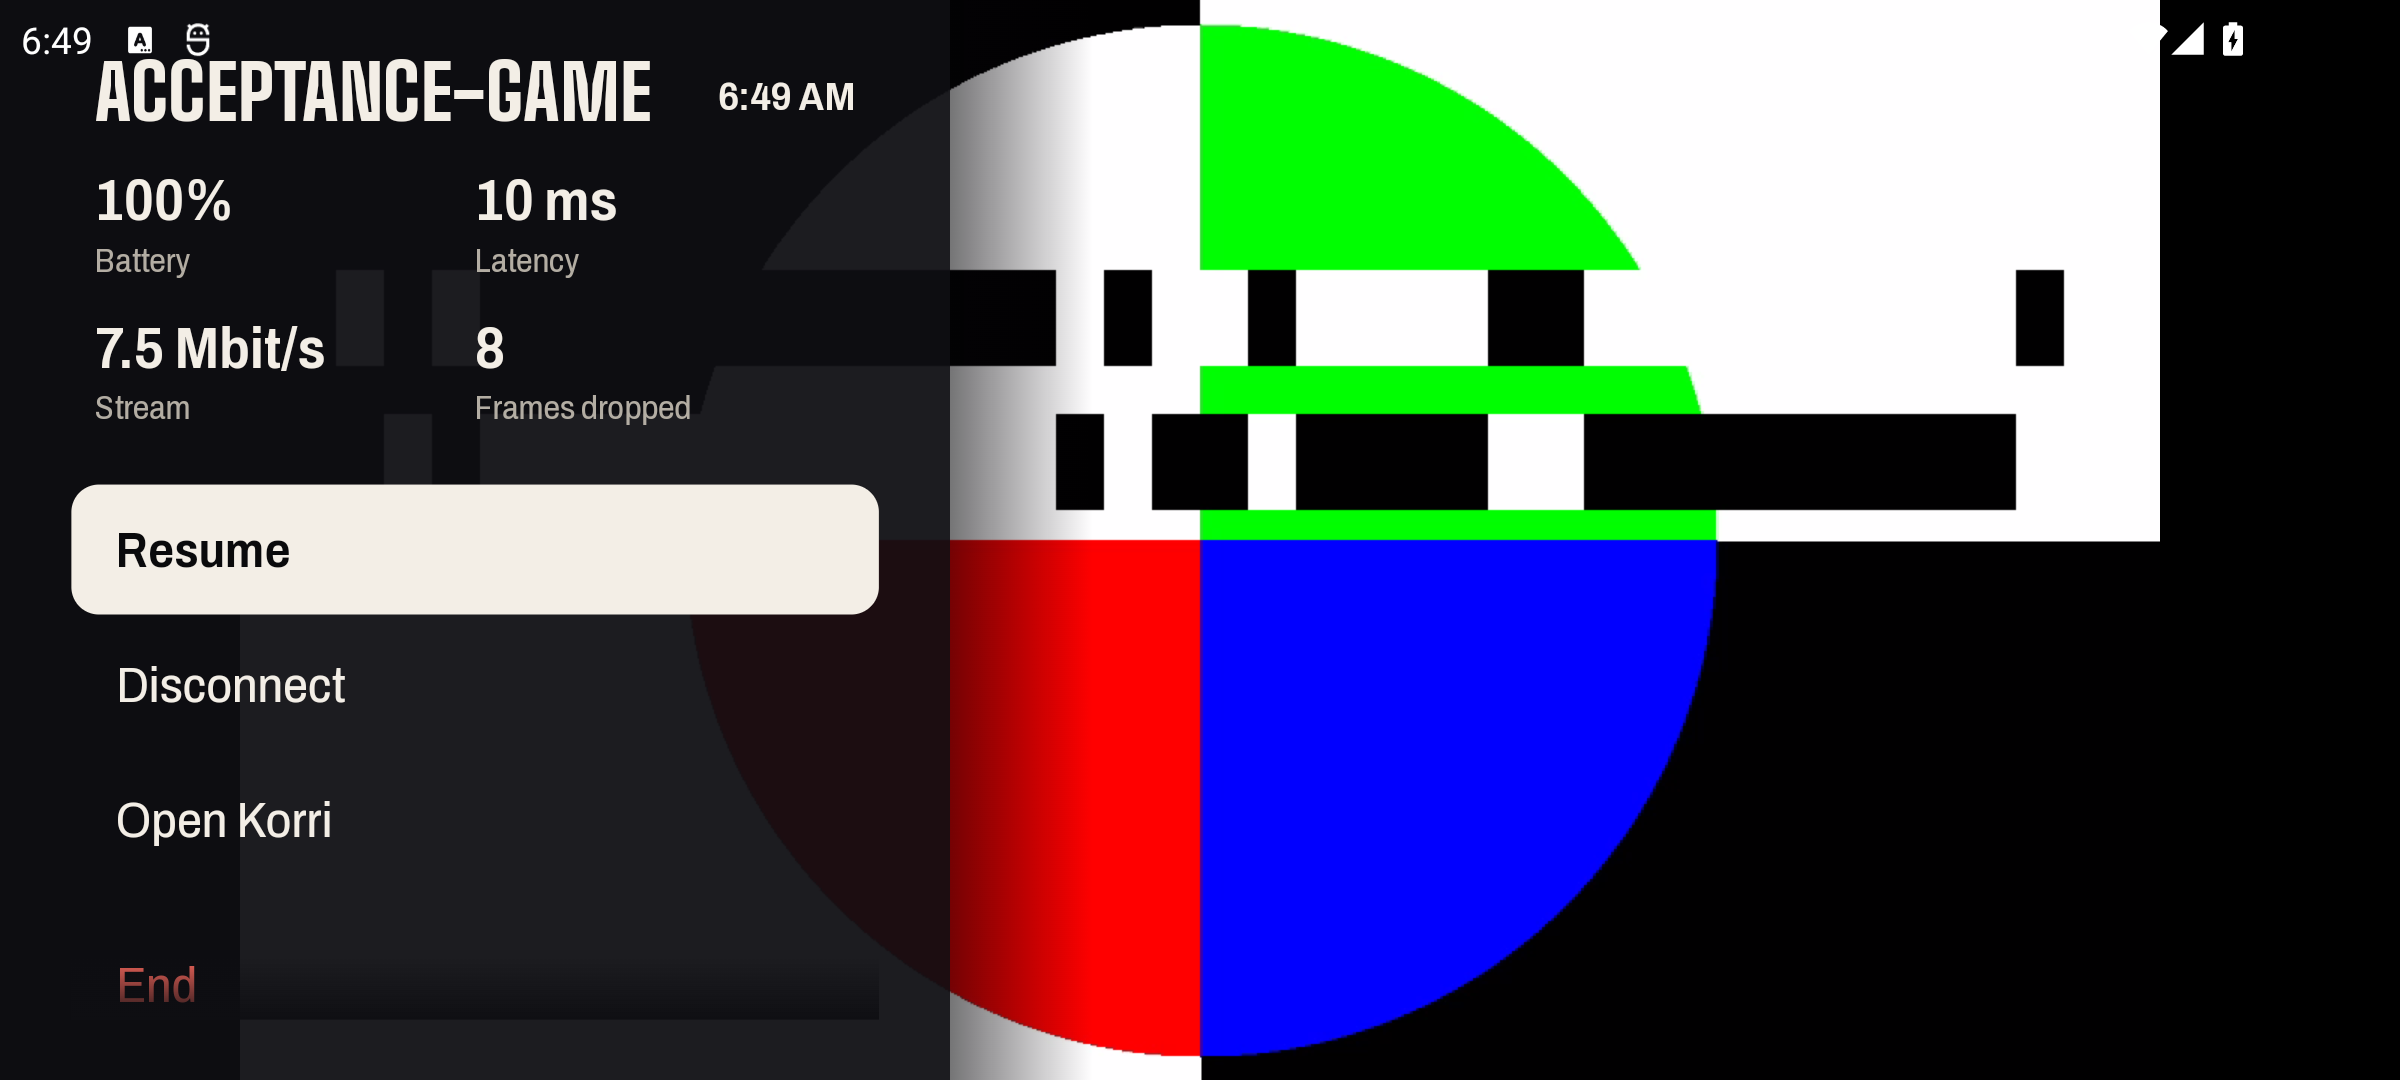 6:49
ACCEPTANCE-GAME 6:49 AM
100% 10 ms
Battery Latency
7.5 Mbit/s 8
Stream Frames dropped
Resume
Disconnect
Open Korri
End